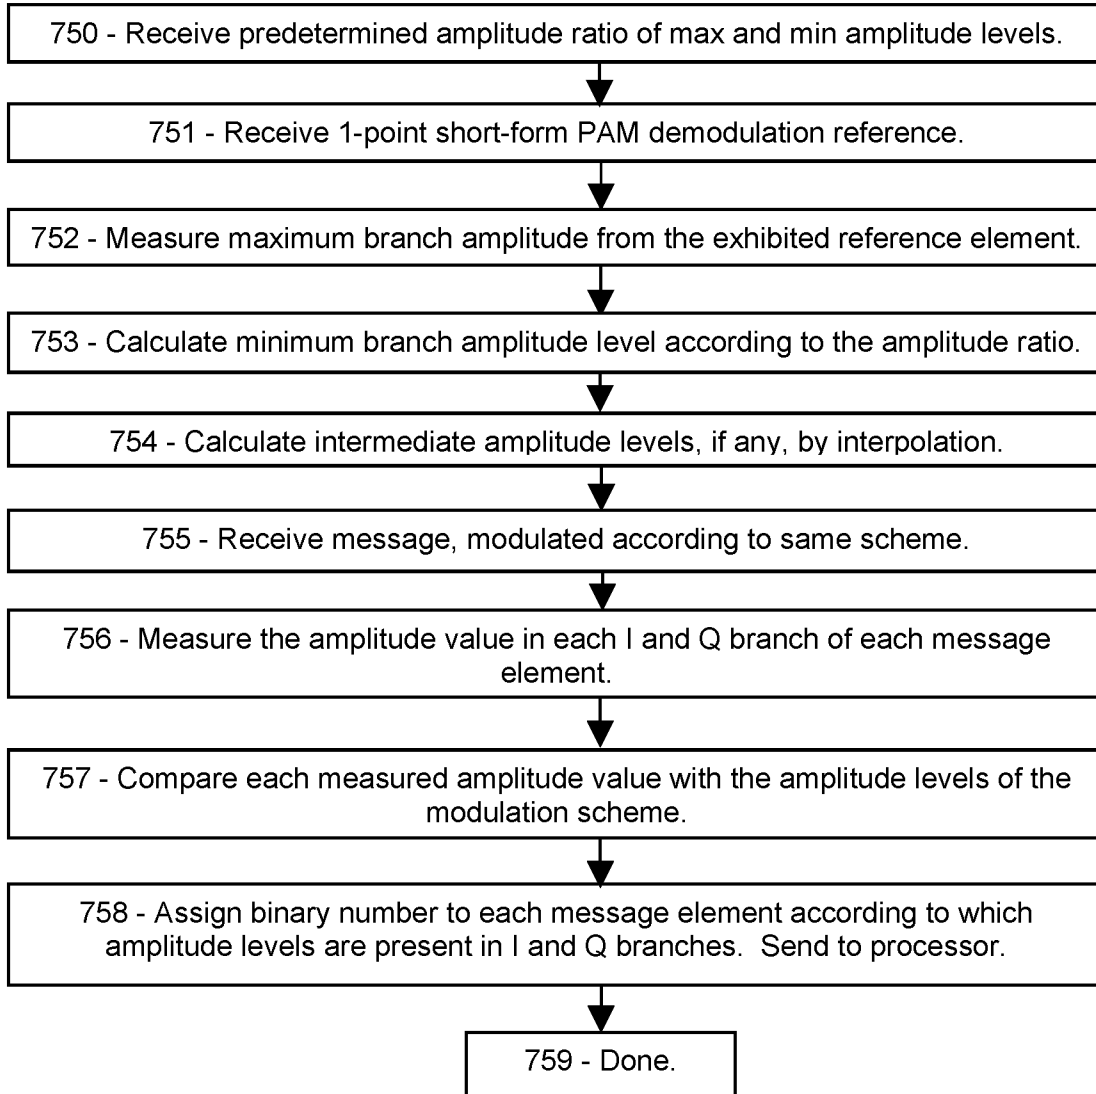 750 - Receive predetermined amplitude ratio of max and min amplitude levels.
751 - Receive 1-point short-form PAM demodulation reference.
752 - Measure maximum branch amplitude from the exhibited reference element.
753 - Calculate minimum branch amplitude level according to the amplitude ratio.
754 - Calculate intermediate amplitude levels, if any, by interpolation.
755 - Receive message, modulated according to same scheme.
756 - Measure the amplitude value in each I and Q branch of each message
element.
757 - Compare each measured amplitude value with the amplitude levels of the
modulation scheme.
758 - Assign binary number to each message element according to which
amplitude levels are present in I and Q branches.  Send to processor.
759 - Done.